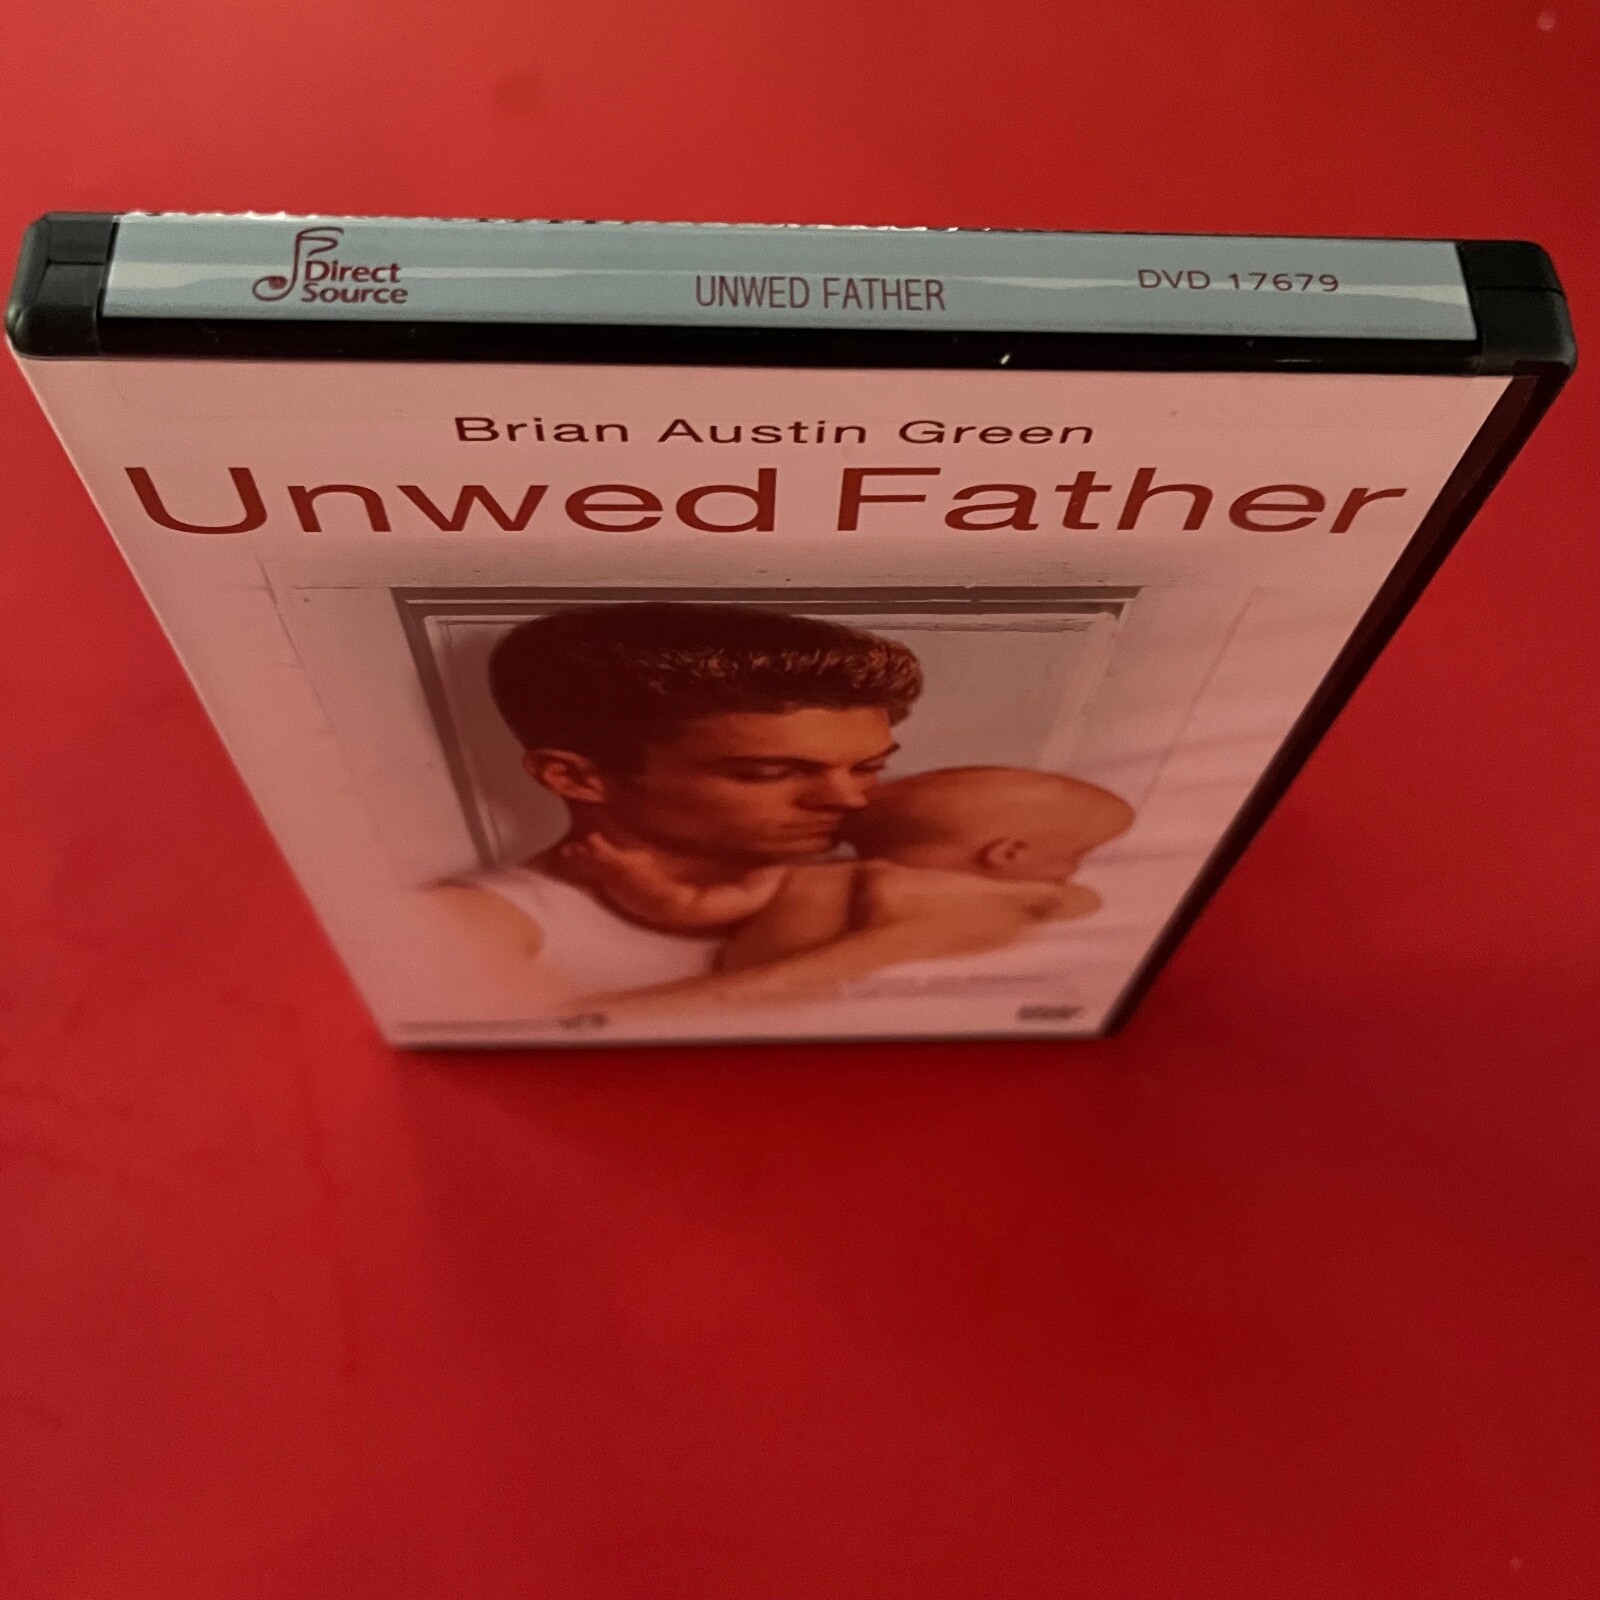 Direct
Source
UNWED FATHER
DVD 17679
Brian Austin Green
Unwed Father